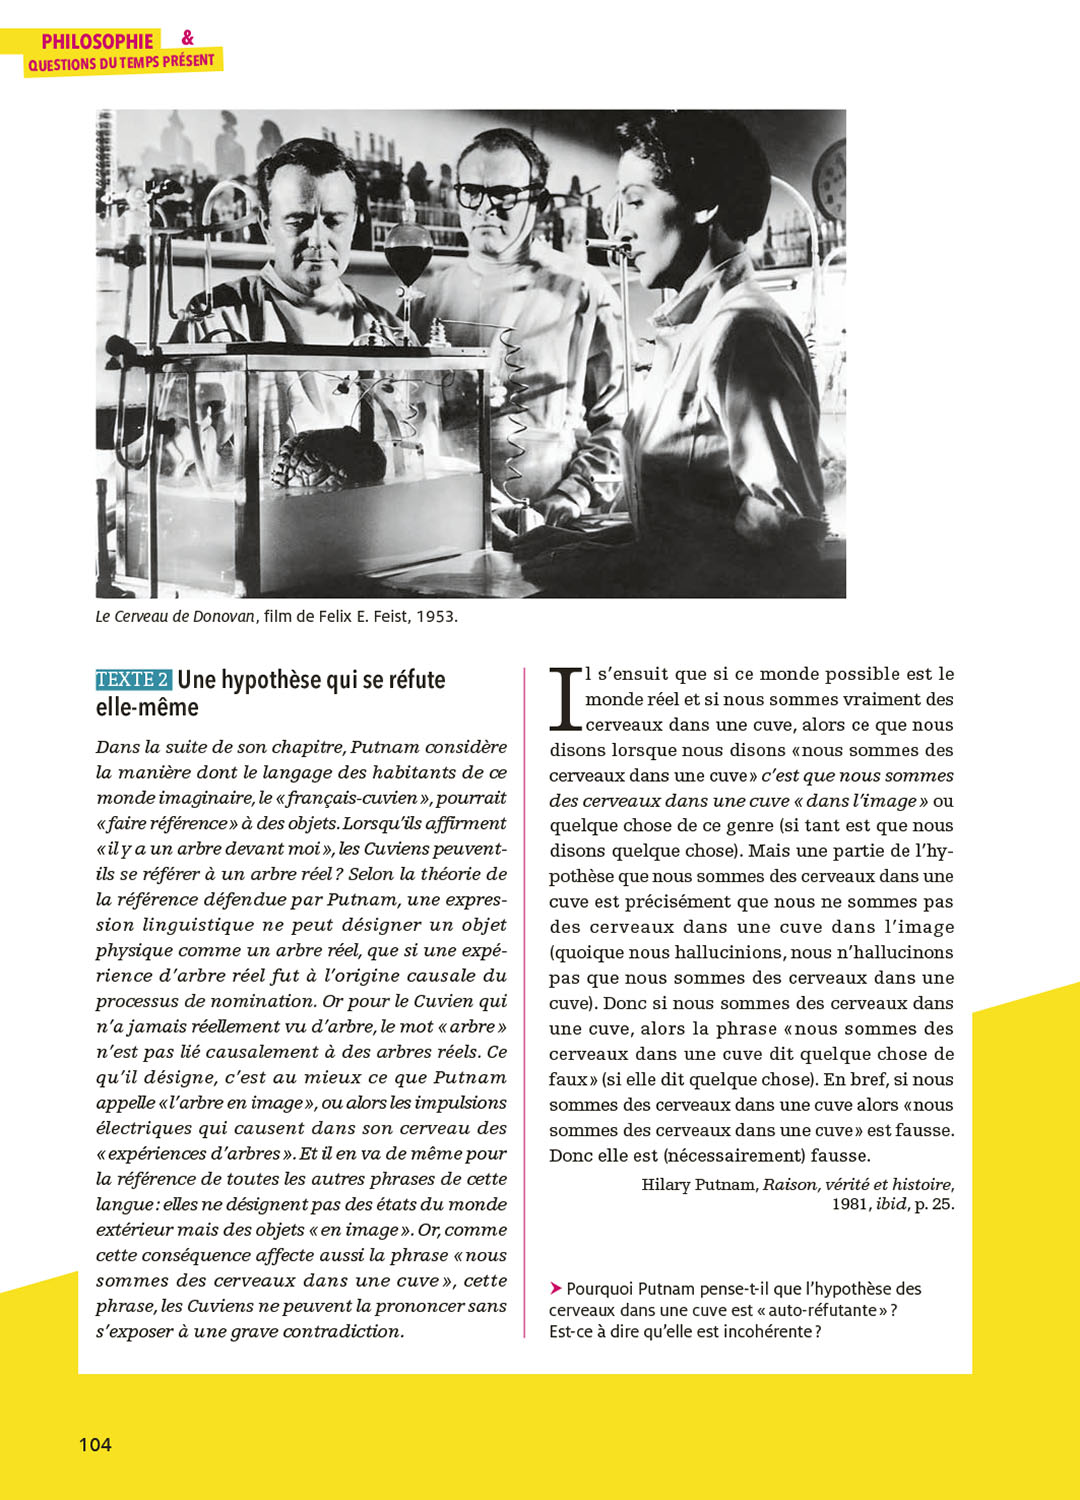 PHILOSOPHIE &
QUESTIONS DU TEMPS PRÉSENT
Le Cerveau de Donovan, film de Felix E. Feist, 1953.
TEXTE 2 Une hypothèse qui se réfute
elle-même
Dans la suite de son chapitre, Putnam considère
la manière dont le langage des habitants de ce
monde imaginaire, le « français-cuvien », pourrait
« faire référence » à des objets. Lorsqu’ils affirment
« il y a un arbre devant moi », les Cuviens peuvent-
ils se référer à un arbre réel ? Selon la théorie de
la référence défendue par Putnam, une expres-
sion linguistique ne peut désigner un objet
physique comme un arbre réel, que si une expé-
rience d’arbre réel fut à l’origine causale du
processus de nomination. Or pour le Cuvien qui
n’a jamais réellement vu d’arbre, le mot « arbre »
n’est pas lié causalement à des arbres réels. Ce
qu’il désigne, c’est au mieux ce que Putnam
appelle « l’arbre en image », ou alors les impulsions
électriques qui causent dans son cerveau des
« expériences d’arbres ». Et il en va de même pour
la référence de toutes les autres phrases de cette
langue : elles ne désignent pas des états du monde
extérieur mais des objets « en image ». Or, comme
cette conséquence affecte aussi la phrase « nous
sommes des cerveaux dans une cuve », cette
phrase, les Cuviens ne peuvent la prononcer sans
s’exposer à une grave contradiction.
Il s’ensuit que si ce monde possible est le
monde réel et si nous sommes vraiment des
cerveaux dans une cuve, alors ce que nous
disons lorsque nous disons « nous sommes des
cerveaux dans une cuve » c’est que nous sommes
des cerveaux dans une cuve « dans l’image » ou
quelque chose de ce genre (si tant est que nous
disons quelque chose). Mais une partie de l’hy-
pothèse que nous sommes des cerveaux dans une
cuve est précisément que nous ne sommes pas
des cerveaux dans une cuve dans l’image
(quoique nous hallucinions, nous n’hallucinons
pas que nous sommes des cerveaux dans une
cuve). Donc si nous sommes des cerveaux dans
une cuve, alors la phrase « nous sommes des
cerveaux dans une cuve dit quelque chose de
faux » (si elle dit quelque chose). En bref, si nous
sommes des cerveaux dans une cuve alors « nous
sommes des cerveaux dans une cuve » est fausse.
Donc elle est (nécessairement) fausse.
Hilary Putnam, Raison, vérité et histoire,
1981, ibid, p. 25.
➤ Pourquoi Putnam pense-t-il que l’hypothèse des
cerveaux dans une cuve est « auto-réfutante » ?
Est-ce à dire qu’elle est incohérente ?
104